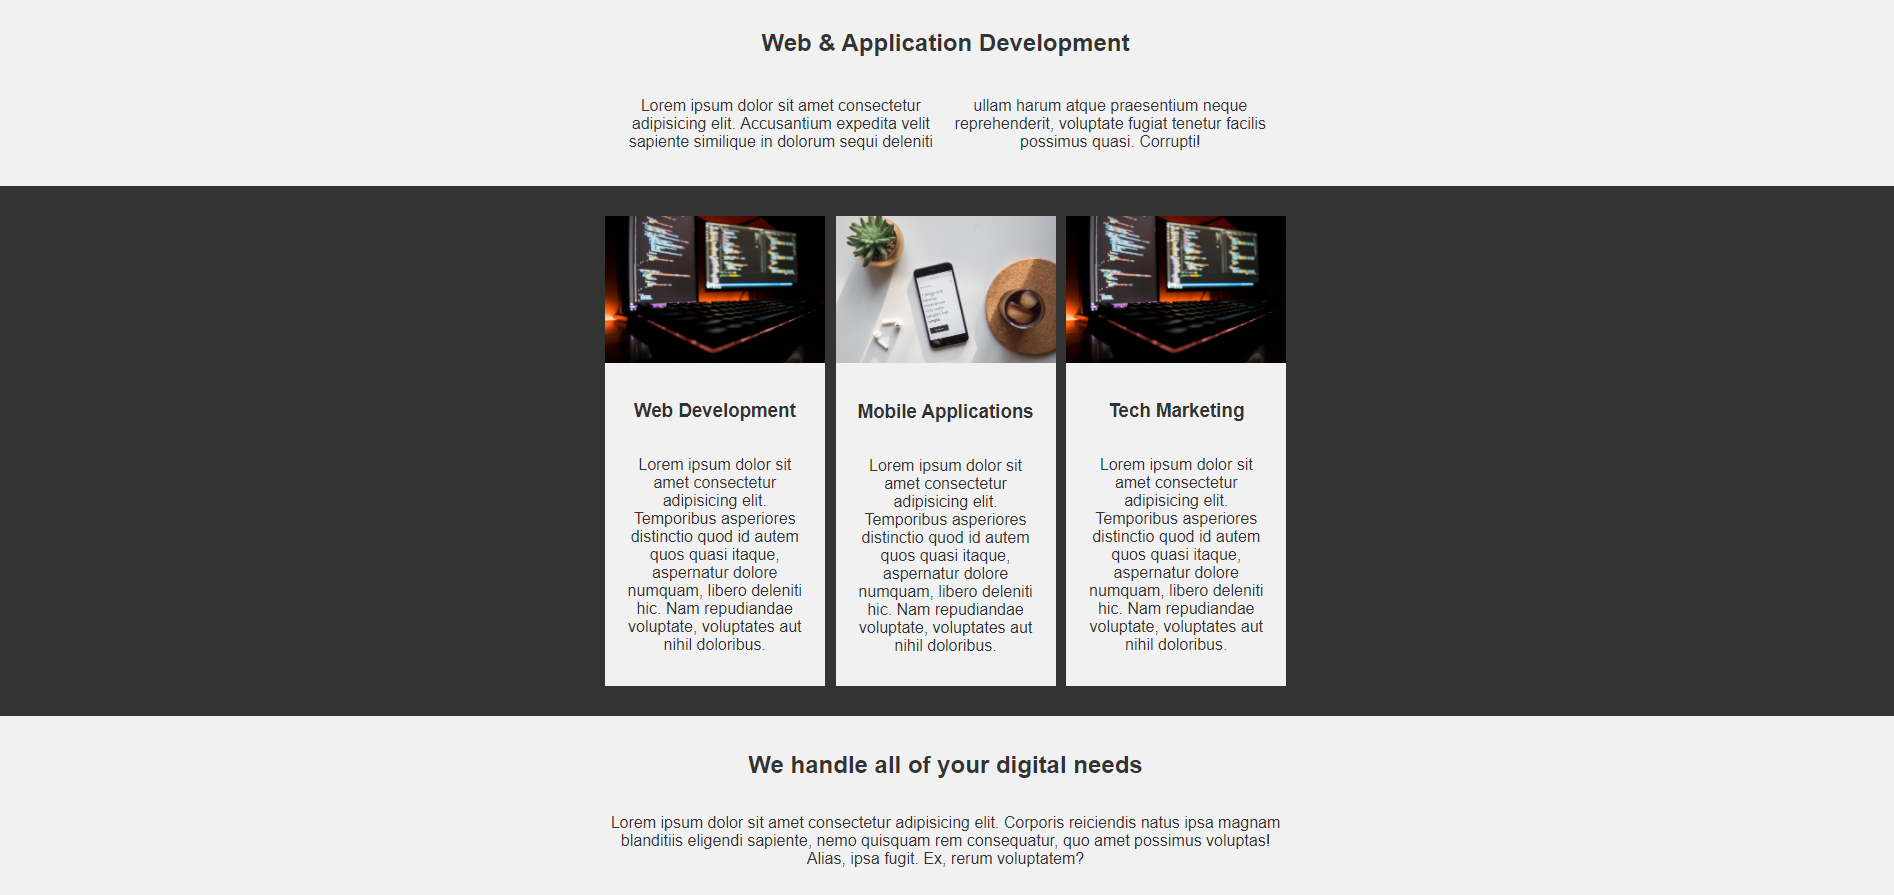 Web & Application Development
Lorem ipsum dolor sit amet consectetur
adipisicing elit. Accusantium expedita velit
sapiente similique in dolorum sequi deleniti
ullam harum atque praesentium neque
reprehenderit, voluptate fugiat tenetur facilis
possimus quasi. Corrupti!
Web Development
Lorem ipsum dolor sit
amet consectetur
adipisicing elit.
Temporibus asperiores
distinctio quod id autem
quos quasi itaque,
aspernatur dolore
numquam, libero deleniti
hic. Nam repudiandae
voluptate, voluptates aut
nihil doloribus.
Mobile Applications
Lorem ipsum dolor sit
amet consectetur
adipisicing elit.
Temporibus asperiores
distinctio quod id autem
quos quasi itaque,
aspernatur dolore
numquam, libero deleniti
hic. Nam repudiandae
voluptate, voluptates aut
nihil doloribus.
Tech Marketing
Lorem ipsum dolor sit
amet consectetur
adipisicing elit.
Temporibus asperiores
distinctio quod id autem
quos quasi itaque,
aspernatur dolore
numquam, libero deleniti
hic. Nam repudiandae
voluptate, voluptates aut
nihil doloribus.
We handle all of your digital needs
Lorem ipsum dolor sit amet consectetur adipisicing elit. Corporis reiciendis natus ipsa magnam
blanditiis eligendi sapiente, nemo quisquam rem consequatur, quo amet possimus voluptas!
Alias, ipsa fugit. Ex, rerum voluptatem?